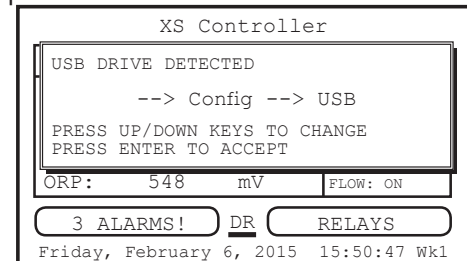 XS Controller
USB DRIVE DETECTED
--> Config --> USB
PRESS UP/DOWN KEYS TO CHANGE
PRESS ENTER TO ACCEPT
ORP: 548 mV FLOW: ON
3 ALARMS! DR RELAYS
Friday, February 6, 2015 15:50:47 Wk1